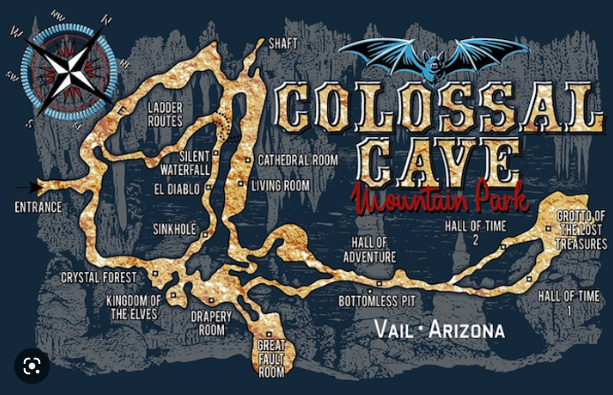 NW
N
W
NE
SW
S
SHAFT
COLOSSAL
CAVE
Mountain Park
LADDER
ROUTES
SILENT
WATERFALL
CATHEDRAL ROOM
EL DIABLO
LIVING ROOM
ENTRANCE
SINKHOLE
HALL OF TIME
2
GROTTO OF
THE LOST
TREASURES
HALL OF
ADVENTURE
CRYSTAL FOREST
KINGDOM OF
THE ELVES
DRAPERY
ROOM
BOTTOMLESS PIT
HALL OF TIME
1
GREAT
FAULT
ROOM
VAIL • ARIZONA